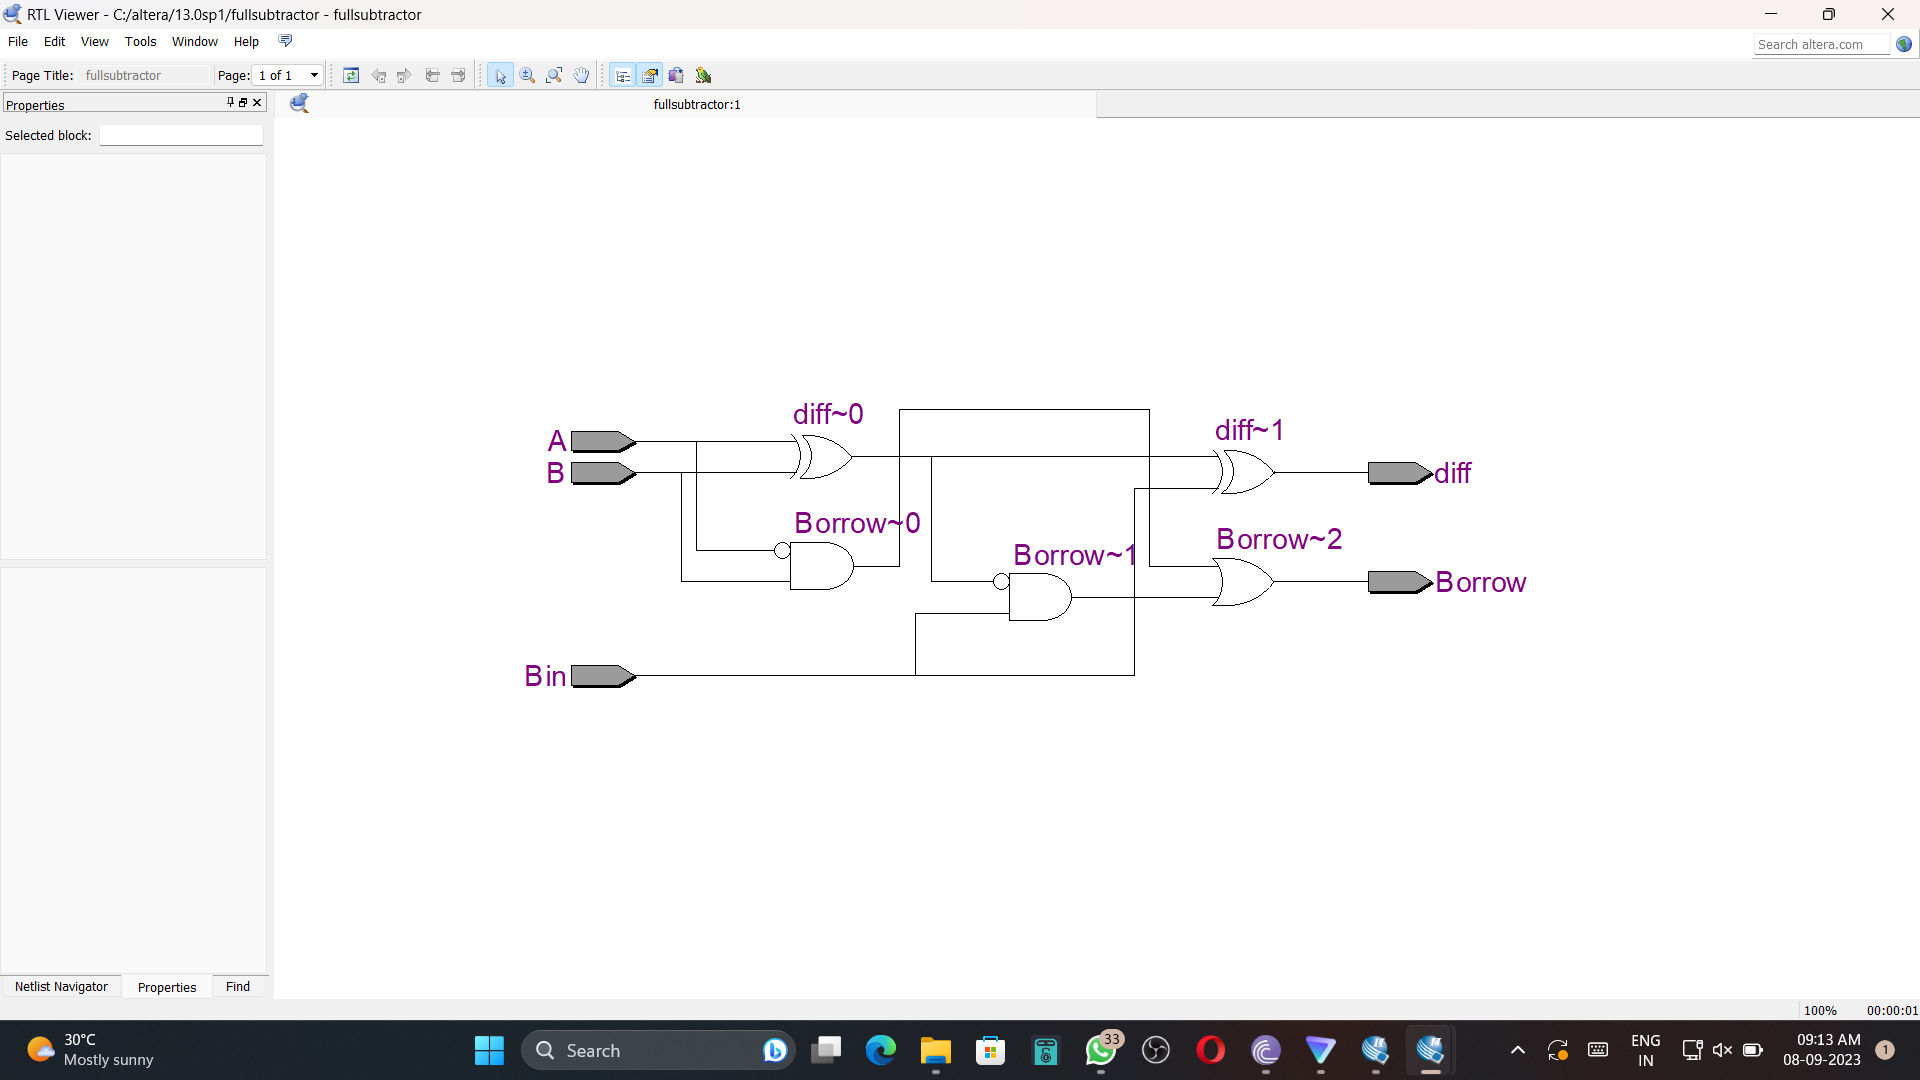 RTL Viewer - C:/altera/13.0sp1/fullsubtractor - fullsubtractor
File Edit View Tools Window Help
Search altera.com
Page Title: fullsubtractor Page: 1 of 1
Properties
fullsubtractor:1
Selected block:
diff~0
diff~1
A
B
diff
Borrow~0
Borrow~1
Borrow~2
Borrow
Bin
Netlist Navigator Properties Find
100% 00:00:01
30°C
Mostly sunny
Search
33
ENG
IN
09:13 AM
08-09-2023
1